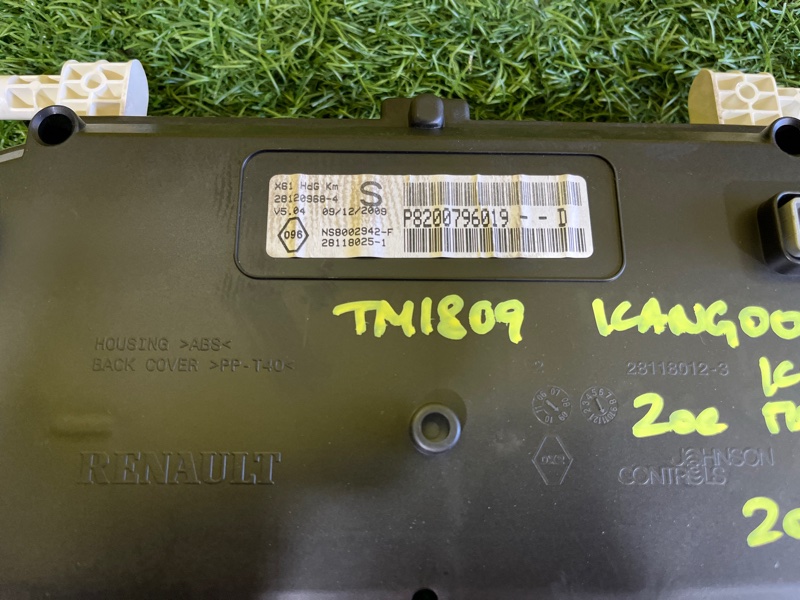 X61 HdG Km S
28120968-4
V5.04 09/12/2009
P8200796019 -- D
096
NS8002942-F
28118025-1
TM1809 KANGOO
HOUSING >ABS<
BACK COVER >PP-T40<
28118012-3
K
2oe
RENAULT
JOHNSON
CONTROLS